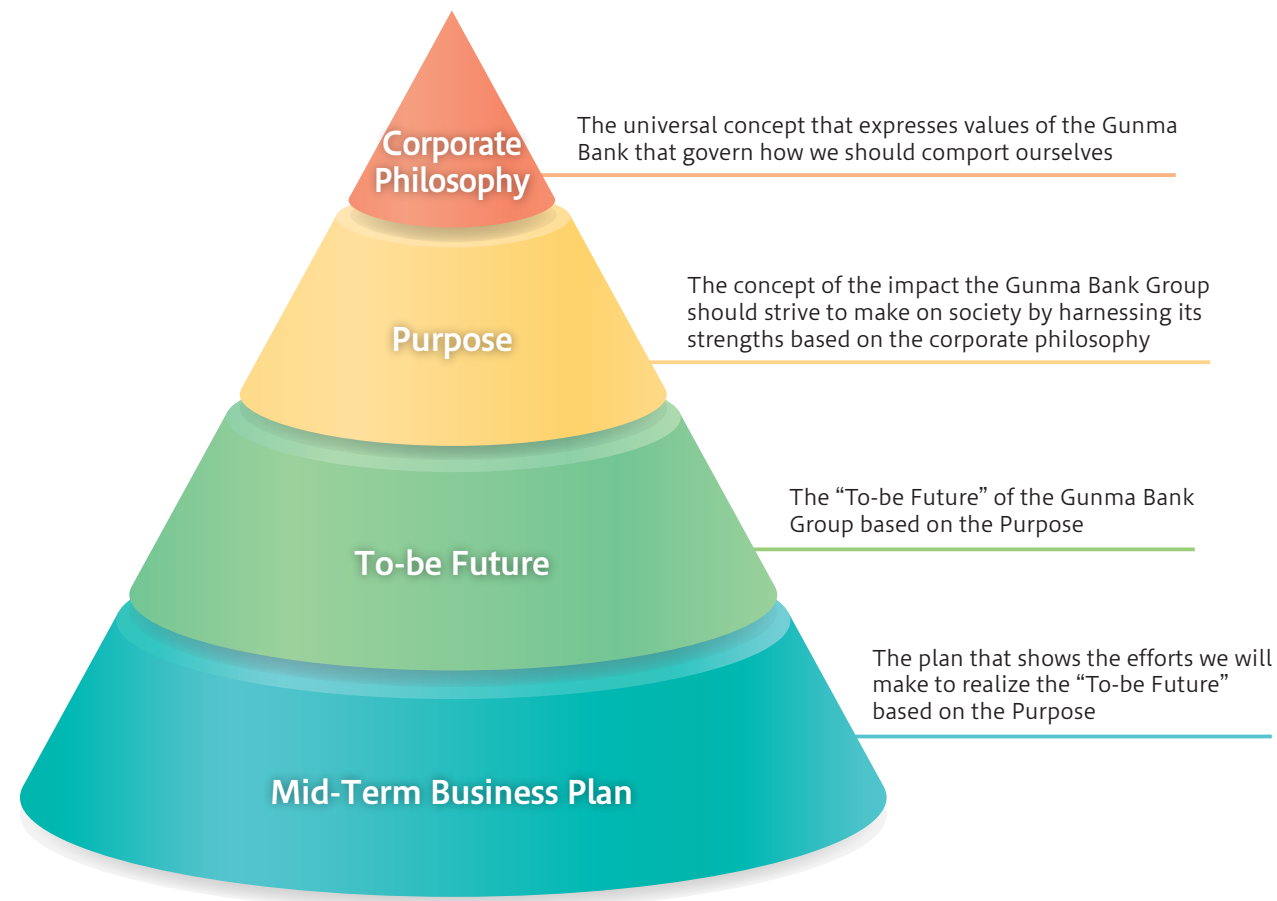 Corporate
Philosophy
The universal concept that expresses values of the Gunma
Bank that govern how we should comport ourselves
Purpose
The concept of the impact the Gunma Bank Group
should strive to make on society by harnessing its
strengths based on the corporate philosophy
To-be Future
The “To-be Future” of the Gunma Bank
Group based on the Purpose
Mid-Term Business Plan
The plan that shows the efforts we will
make to realize the “To-be Future”
based on the Purpose